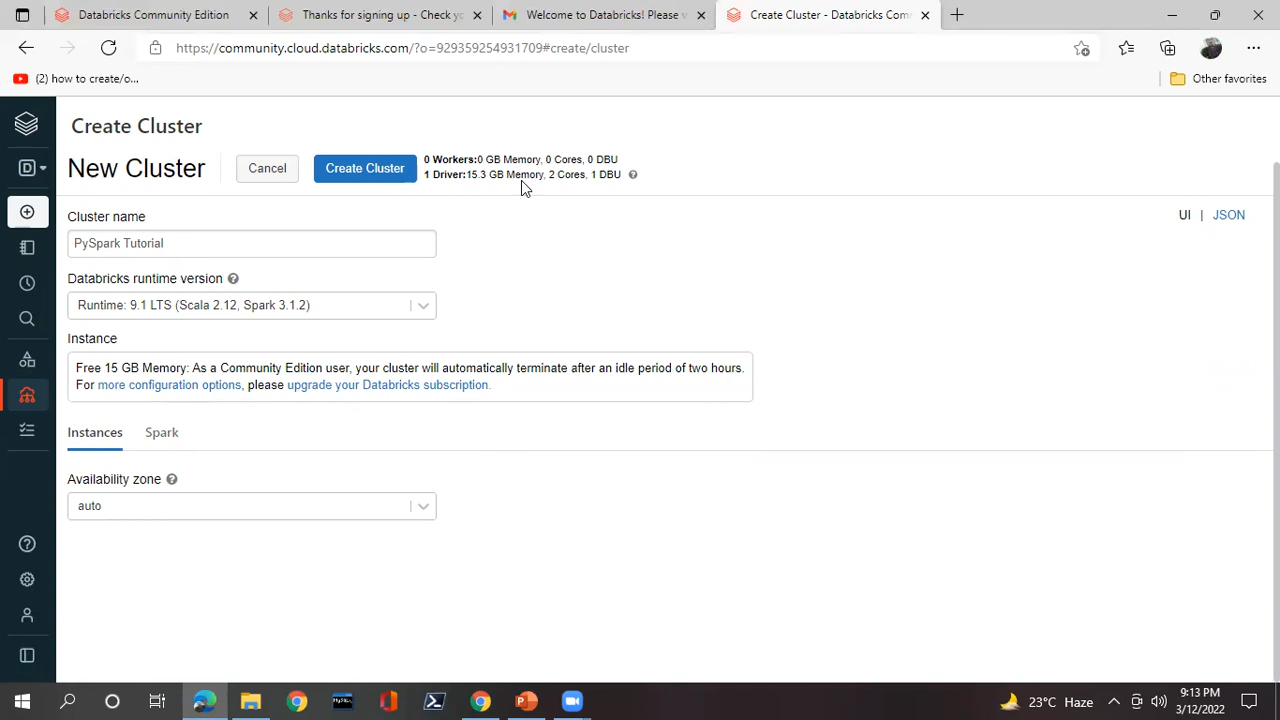 Databricks Community Edition
Thanks for signing up - Check yo
Welcome to Databricks! Please v
Create Cluster - Databricks Com
https://community.cloud.databricks.com/?o=929359254931709#create/cluster
(2) how to create/o...
Other favorites
Create Cluster
New Cluster
Cancel
Create Cluster
0 Workers:0 GB Memory, 0 Cores, 0 DBU
1 Driver:15.3 GB Memory, 2 Cores, 1 DBU
D
UI | JSON
Cluster name
PySpark Tutorial
Databricks runtime version
Runtime: 9.1 LTS (Scala 2.12, Spark 3.1.2)
Instance
Free 15 GB Memory: As a Community Edition user, your cluster will automatically terminate after an idle period of two hours.
For more configuration options, please upgrade your Databricks subscription.
Instances
Spark
Availability zone
auto
23°C Haze
9:13 PM
3/12/2022